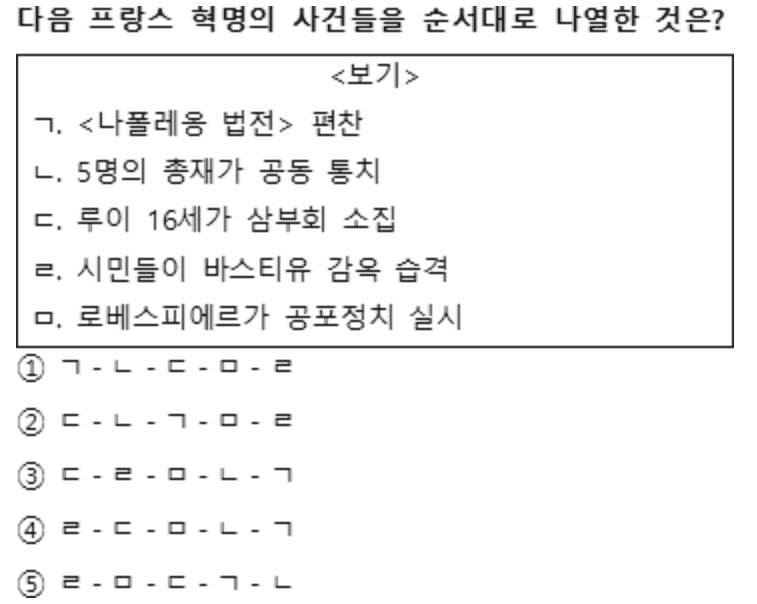 다음 프랑스 혁명의 사건들을 순서대로 나열한 것은?
<보기>
ㄱ. <나폴레옹 법전> 편찬
ㄴ. 5명의 총재가 공동 통치
ㄷ. 루이 16세가 삼부회 소집
ㄹ. 시민들이 바스티유 감옥 습격
ㅁ. 로베스피에르가 공포정치 실시
① ㄱ - ㄴ - ㄷ - ㅁ - ㄹ
② ㄷ - ㄴ - ㄱ - ㅁ - ㄹ
③ ㄷ - ㄹ - ㅁ - ㄴ - ㄱ
④ ㄹ - ㄷ - ㅁ - ㄴ - ㄱ
⑤ ㄹ - ㅁ - ㄷ - ㄱ - ㄴ